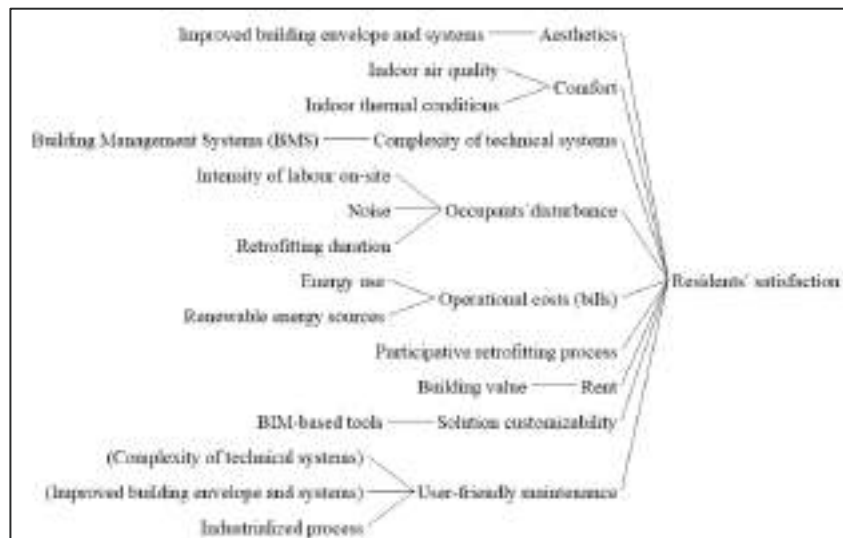 Improved building envelope and systems Aesthetics
Indoor air quality
Comfort
Indoor thermal conditions
Building Management Systems (BMS) Complexity of technical systems
Intensity of labour on-site
Noise Occupants´disturbance
Retrofitting duration
Residents´ satisfaction
Energy use
Operational costs (bills)
Renewable energy sources
Participative retrofitting process
Building value Rent
BIM-based tools Solution customizability
(Complexity of technical systems)
(Improved building envelope and systems) User-friendly maintenance
Industrialized process